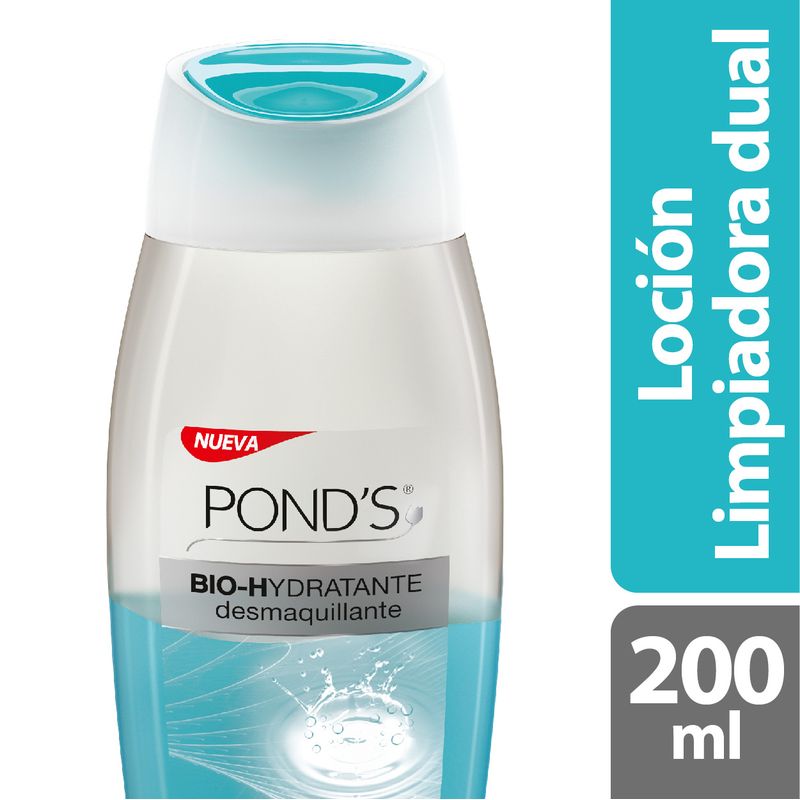 NUEVA
POND'S®
BIO-HYDRATANTE
desmaquillante
Loción
Limpiadora dual
200
ml